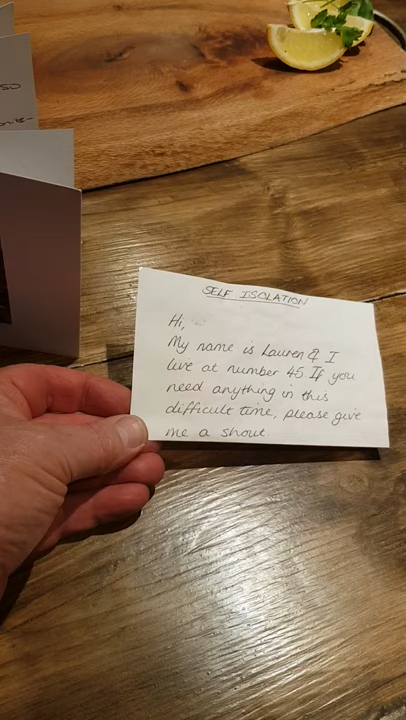 SELF ISOLATION
Hi,
My name is Lauren & I
live at number 45. If you
need anything in this
difficult time, please give
me a shout.